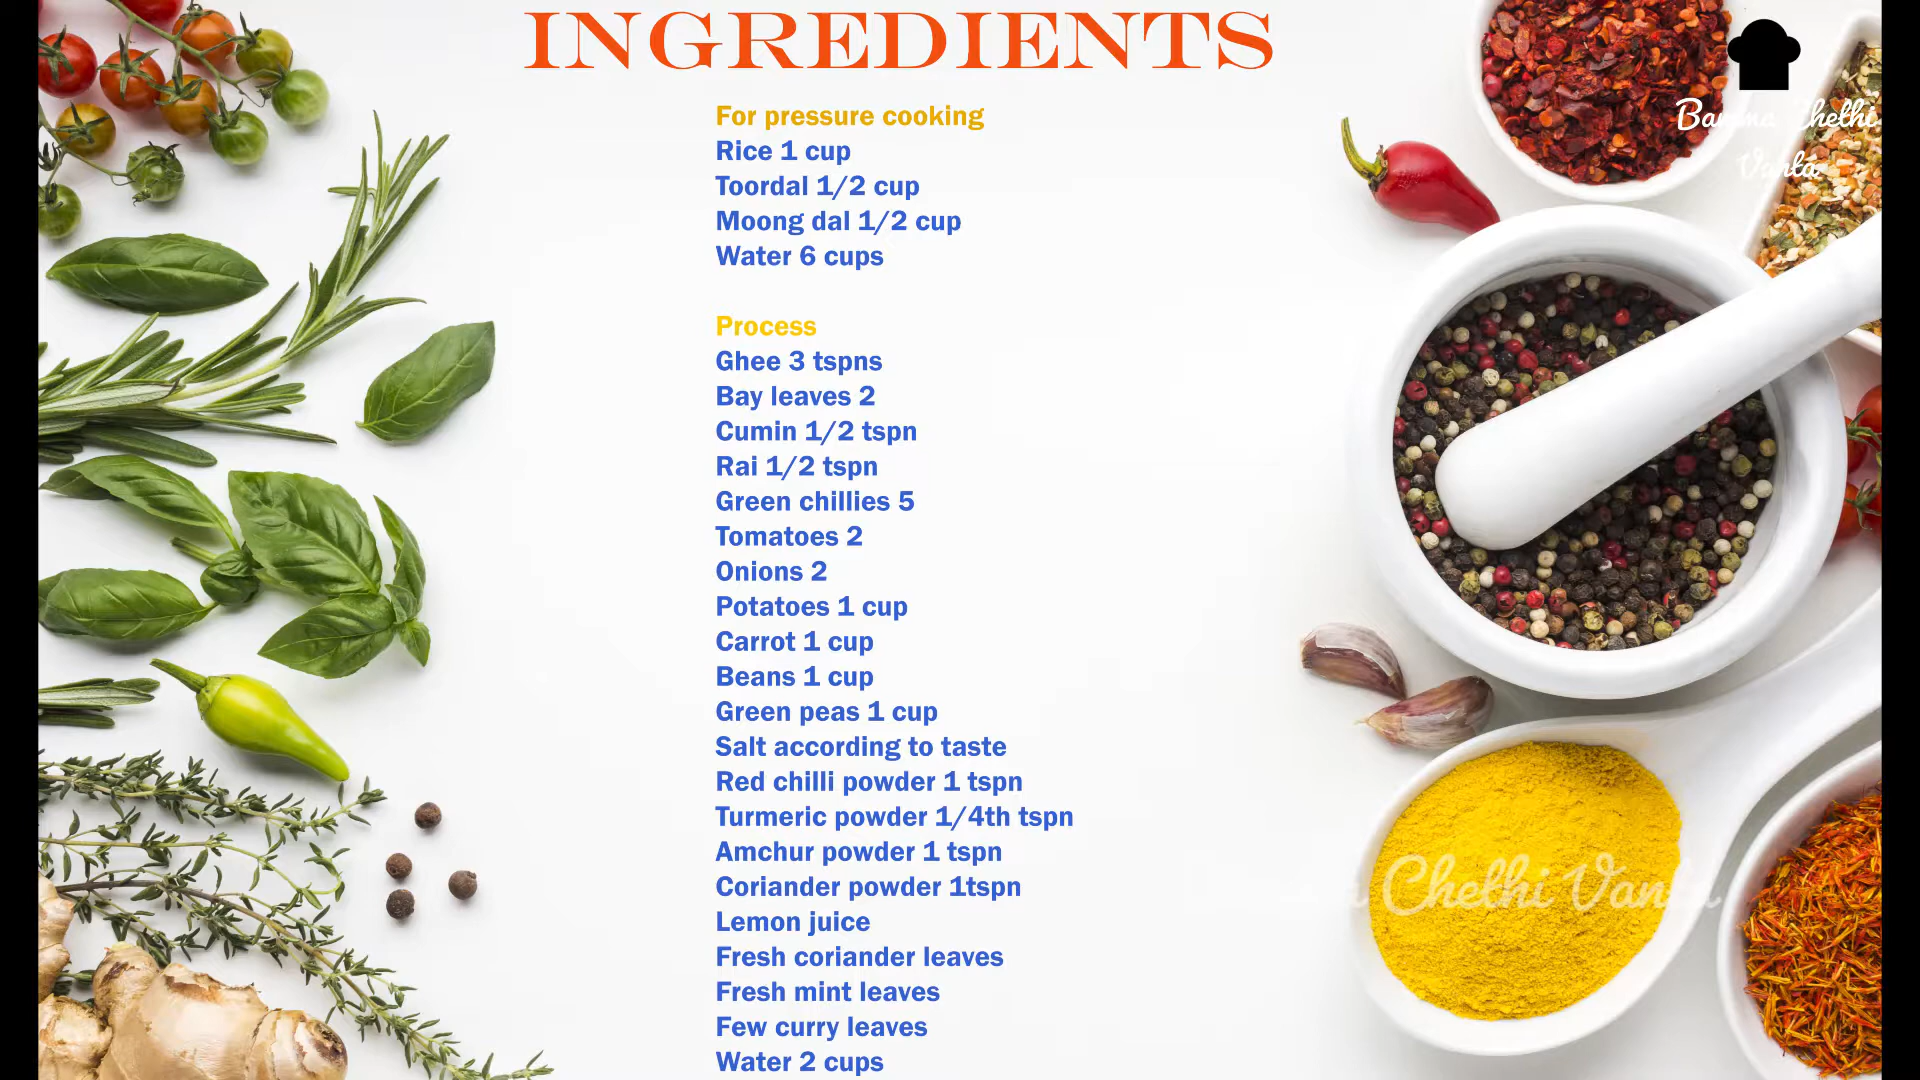 INGREDIENTS
For pressure cooking
Rice 1 cup
Toordal 1/2 cup
Moong dal 1/2 cup
Water 6 cups
Process
Ghee 3 tspns
Bay leaves 2
Cumin 1/2 tspn
Rai 1/2 tspn
Green chillies 5
Tomatoes 2
Onions 2
Potatoes 1 cup
Carrot 1 cup
Beans 1 cup
Green peas 1 cup
Salt according to taste
Red chilli powder 1 tspn
Turmeric powder 1/4th tspn
Amchur powder 1 tspn
Coriander powder 1tspn
Lemon juice
Fresh coriander leaves
Fresh mint leaves
Few curry leaves
Water 2 cups
Chethi
Vanta
Chethi Vanta